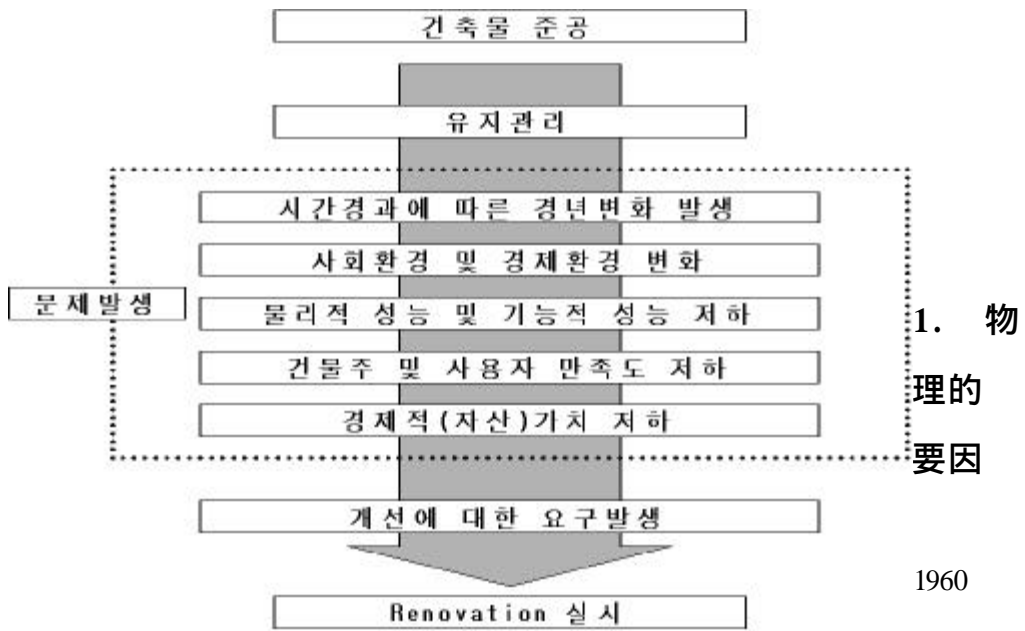 건축물 준공
유지관리
시간경과에 따른 경년변화 발생
사회환경 및 경제환경 변화
문제발생
물리적 성능 및 기능적 성능 저하
건물주 및 사용자 만족도 저하
경제적(자산)가치 저하
개선에 대한 요구발생
Renovation 실시
1. 物
理的
要因
1960